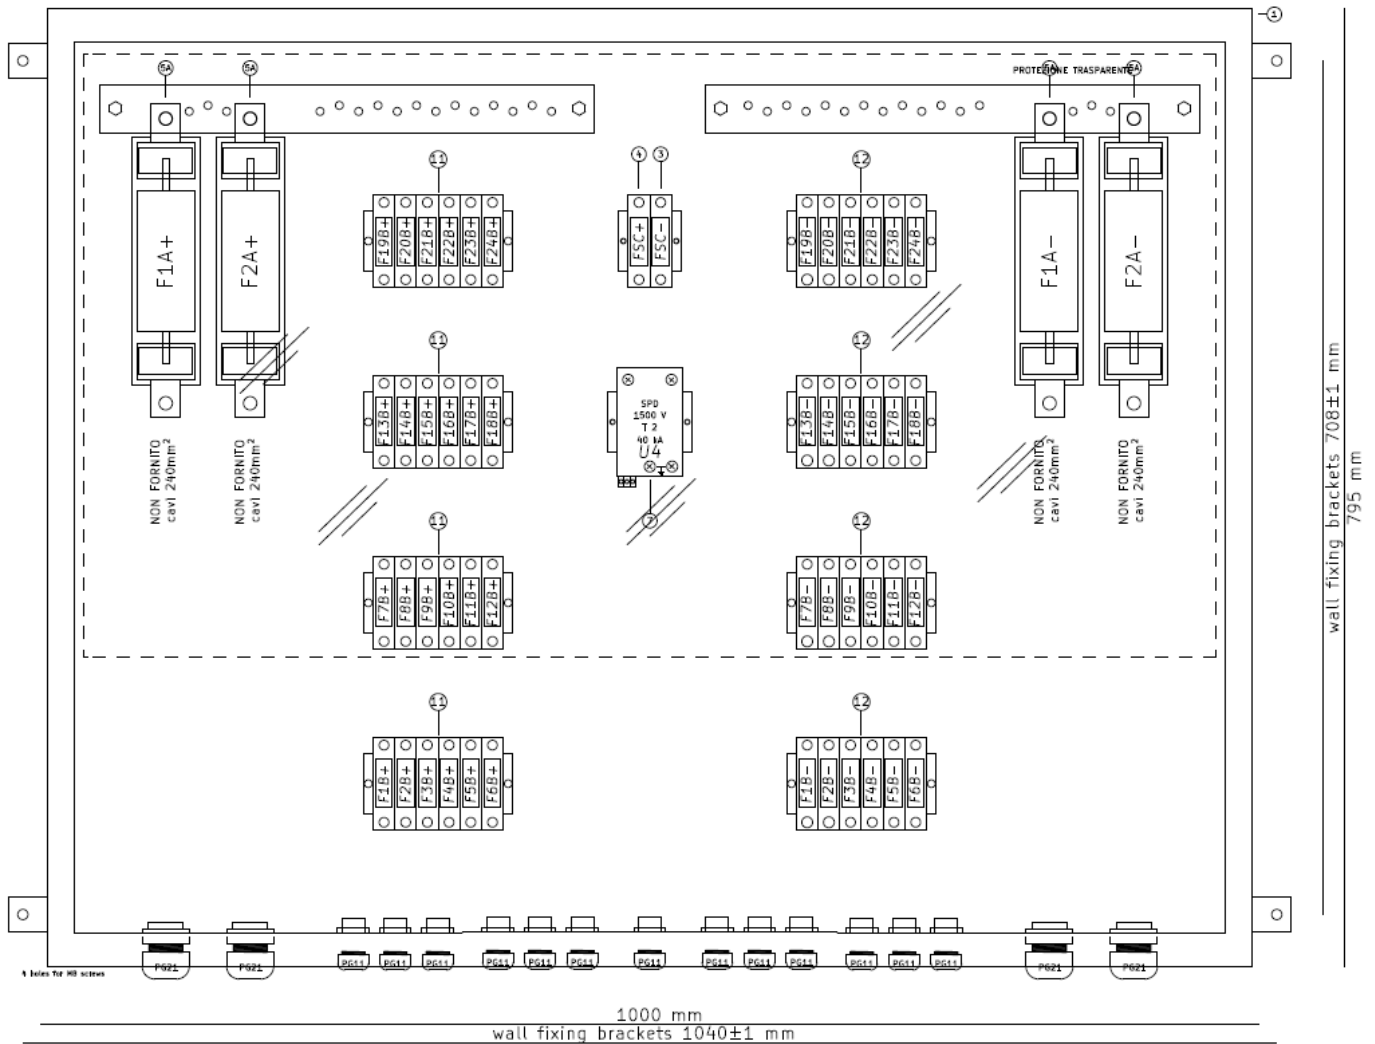 1
5A
5A
PROTEZIONE TRASPARENTE
5A
5A
11
4
3
12
F1A+
F2A+
F19B+
F20B+
F21B+
F22B+
F23B+
F24B+
FSC+
FSC-
F19B-
F20B-
F21B-
F22B-
F23B-
F24B-
F1A-
F2A-
11
12
F13B+
F14B+
F15B+
F16B+
F17B+
F18B+
SPD
1500 V
T 2
40 kA
U4
7
F13B-
F14B-
F15B-
F16B-
F17B-
F18B-
NON FORNITO
cavi 240mm²
NON FORNITO
cavi 240mm²
NON FORNITO
cavi 240mm²
NON FORNITO
cavi 240mm²
11
12
F7B+
F8B+
F9B+
F10B+
F11B+
F12B+
F7B-
F8B-
F9B-
F10B-
F11B-
F12B-
11
12
F1B+
F2B+
F3B+
F4B+
F5B+
F6B+
F1B-
F2B-
F3B-
F4B-
F5B-
F6B-
PG21
PG21
PG11
PG11
PG11
PG11
PG11
PG11
PG11
PG11
PG11
PG11
PG11
PG11
PG11
PG21
PG21
4 holes for M8 screws
1000 mm
wall fixing brackets 1040±1 mm
wall fixing brackets 708±1 mm
795 mm